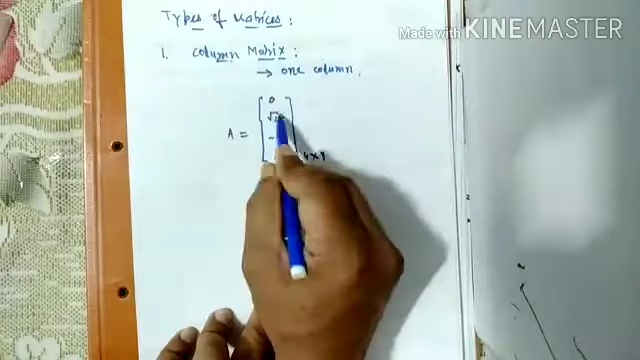 Types of Matrices :
Made with KINEMASTER
1. Column Matrix :
→ one column.
0
A =
4×1